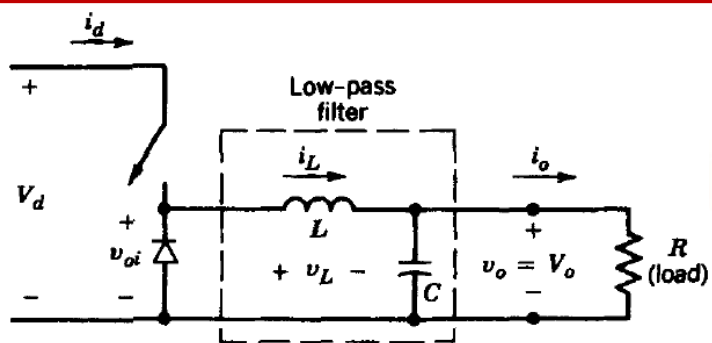 i_d
+
Low-pass
filter
i_L
i_o
V_d
+
L
+
R
(load)
v_oi
+ v_L -
C
v_o = V_o
-
-
-